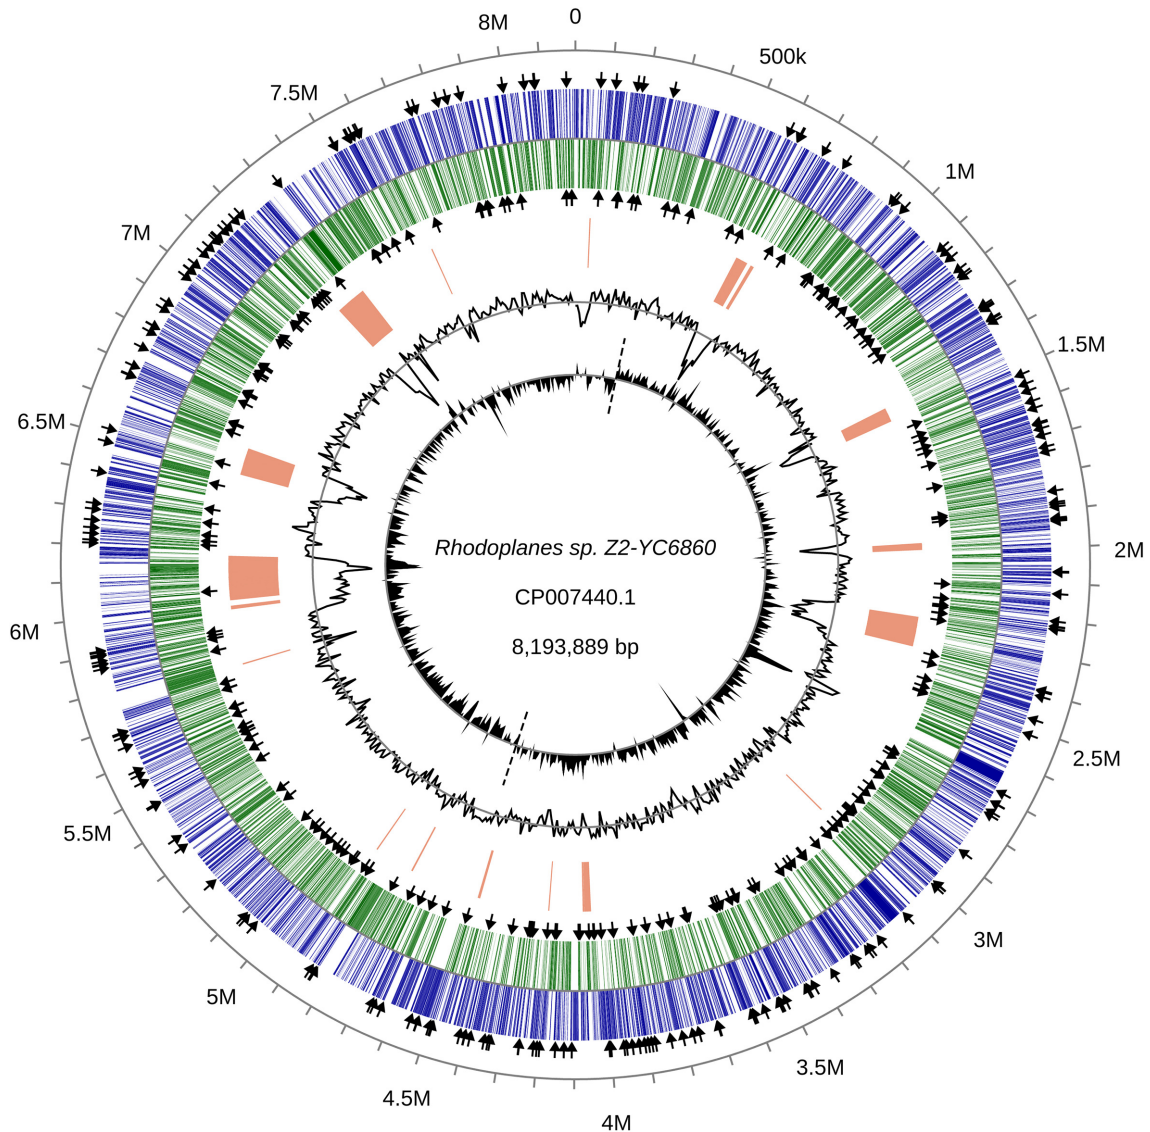 0
500k
1M
1.5M
2M
2.5M
3M
3.5M
4M
4.5M
5M
5.5M
6M
6.5M
7M
7.5M
8M
Rhodoplanes sp. Z2-YC6860
CP007440.1
8,193,889 bp